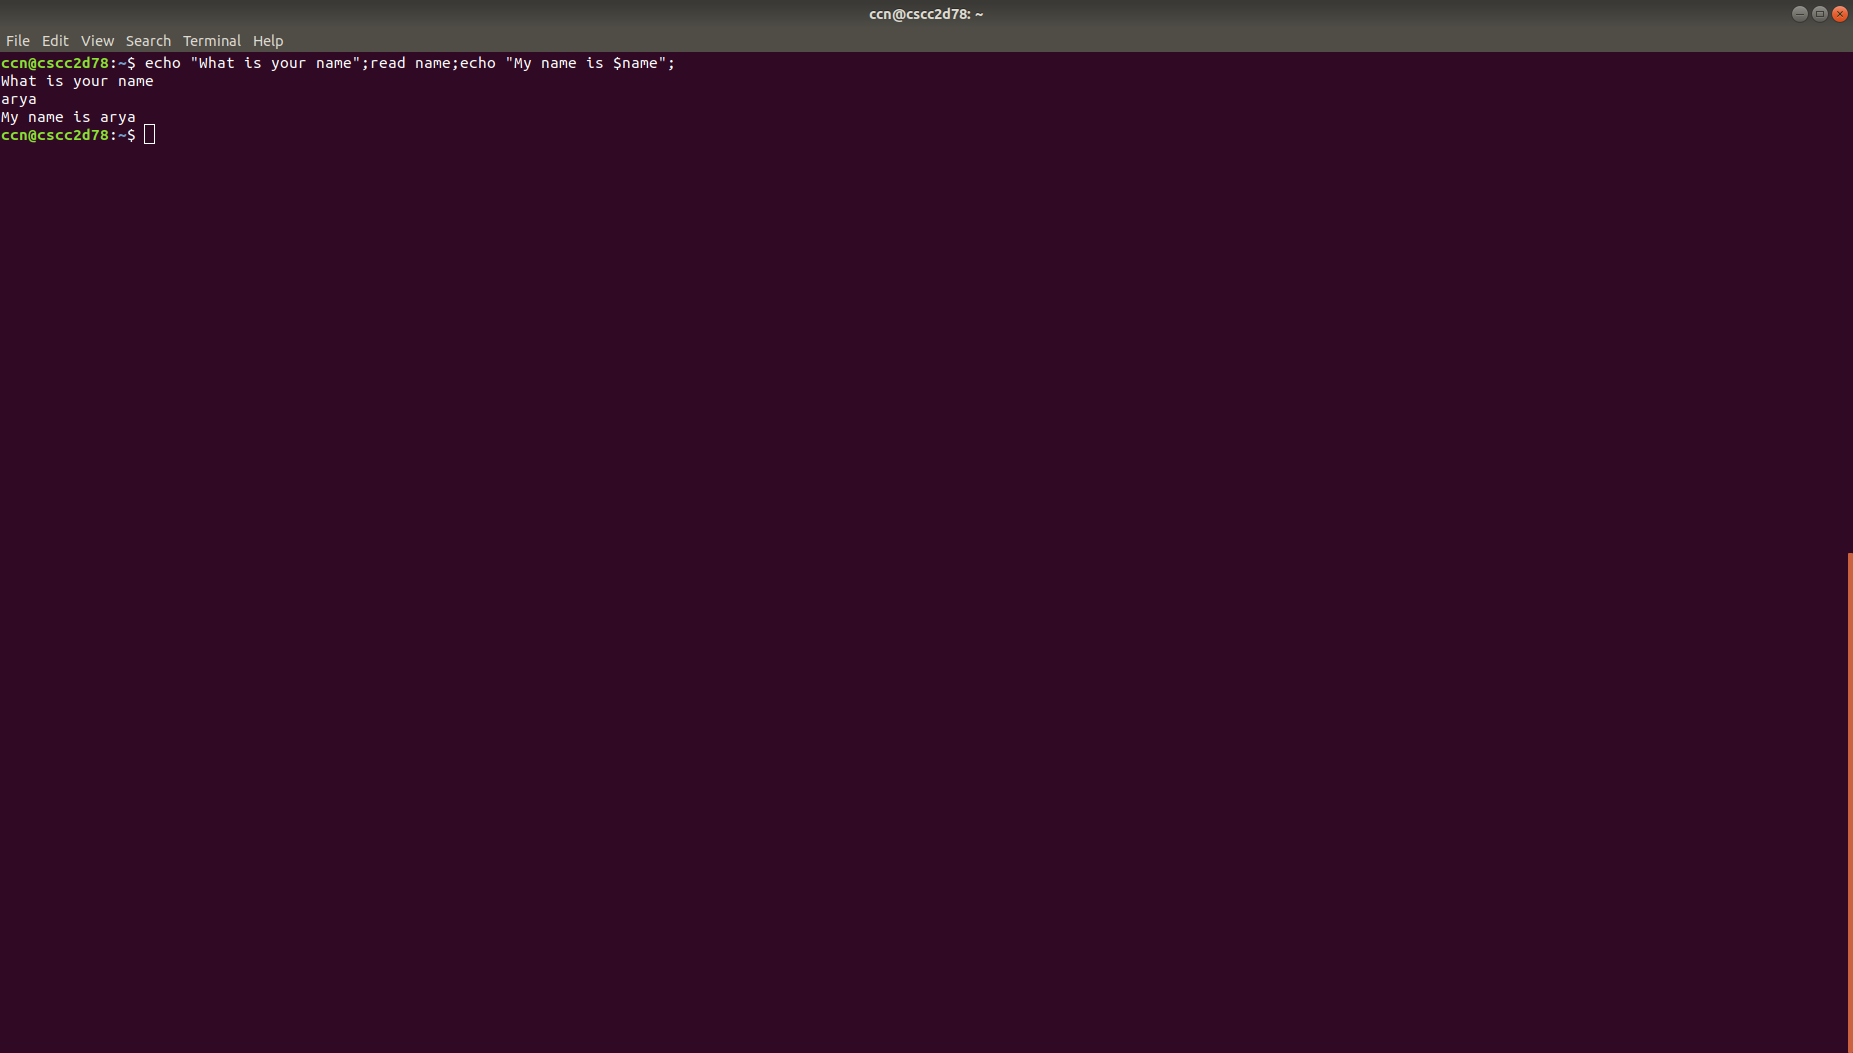 ccn@cscc2d78: ~
File Edit View Search Terminal Help
ccn@cscc2d78:~$ echo "What is your name";read name;echo "My name is $name";
What is your name
arya
My name is arya
ccn@cscc2d78:~$